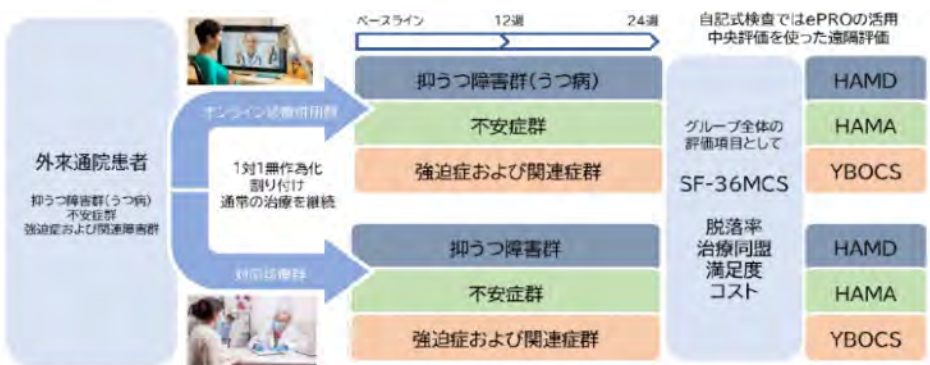 ベースライン
12週
24週
自記式検査ではePROの活用
中央評価を使った遠隔評価
外来通院患者
抑うつ障害群(うつ病)
不安症群
強迫症および関連障害群
オンライン診療併用群
1対1無作為化
割り付け
通常の治療を継続
対面診療群
抑うつ障害群(うつ病)
不安症群
強迫症および関連症群
抑うつ障害群
不安症群
強迫症および関連症群
グループ全体の
評価項目として
SF-36MCS
脱落率
治療同盟
満足度
コスト
HAMD
HAMA
YBOCS
HAMD
HAMA
YBOCS